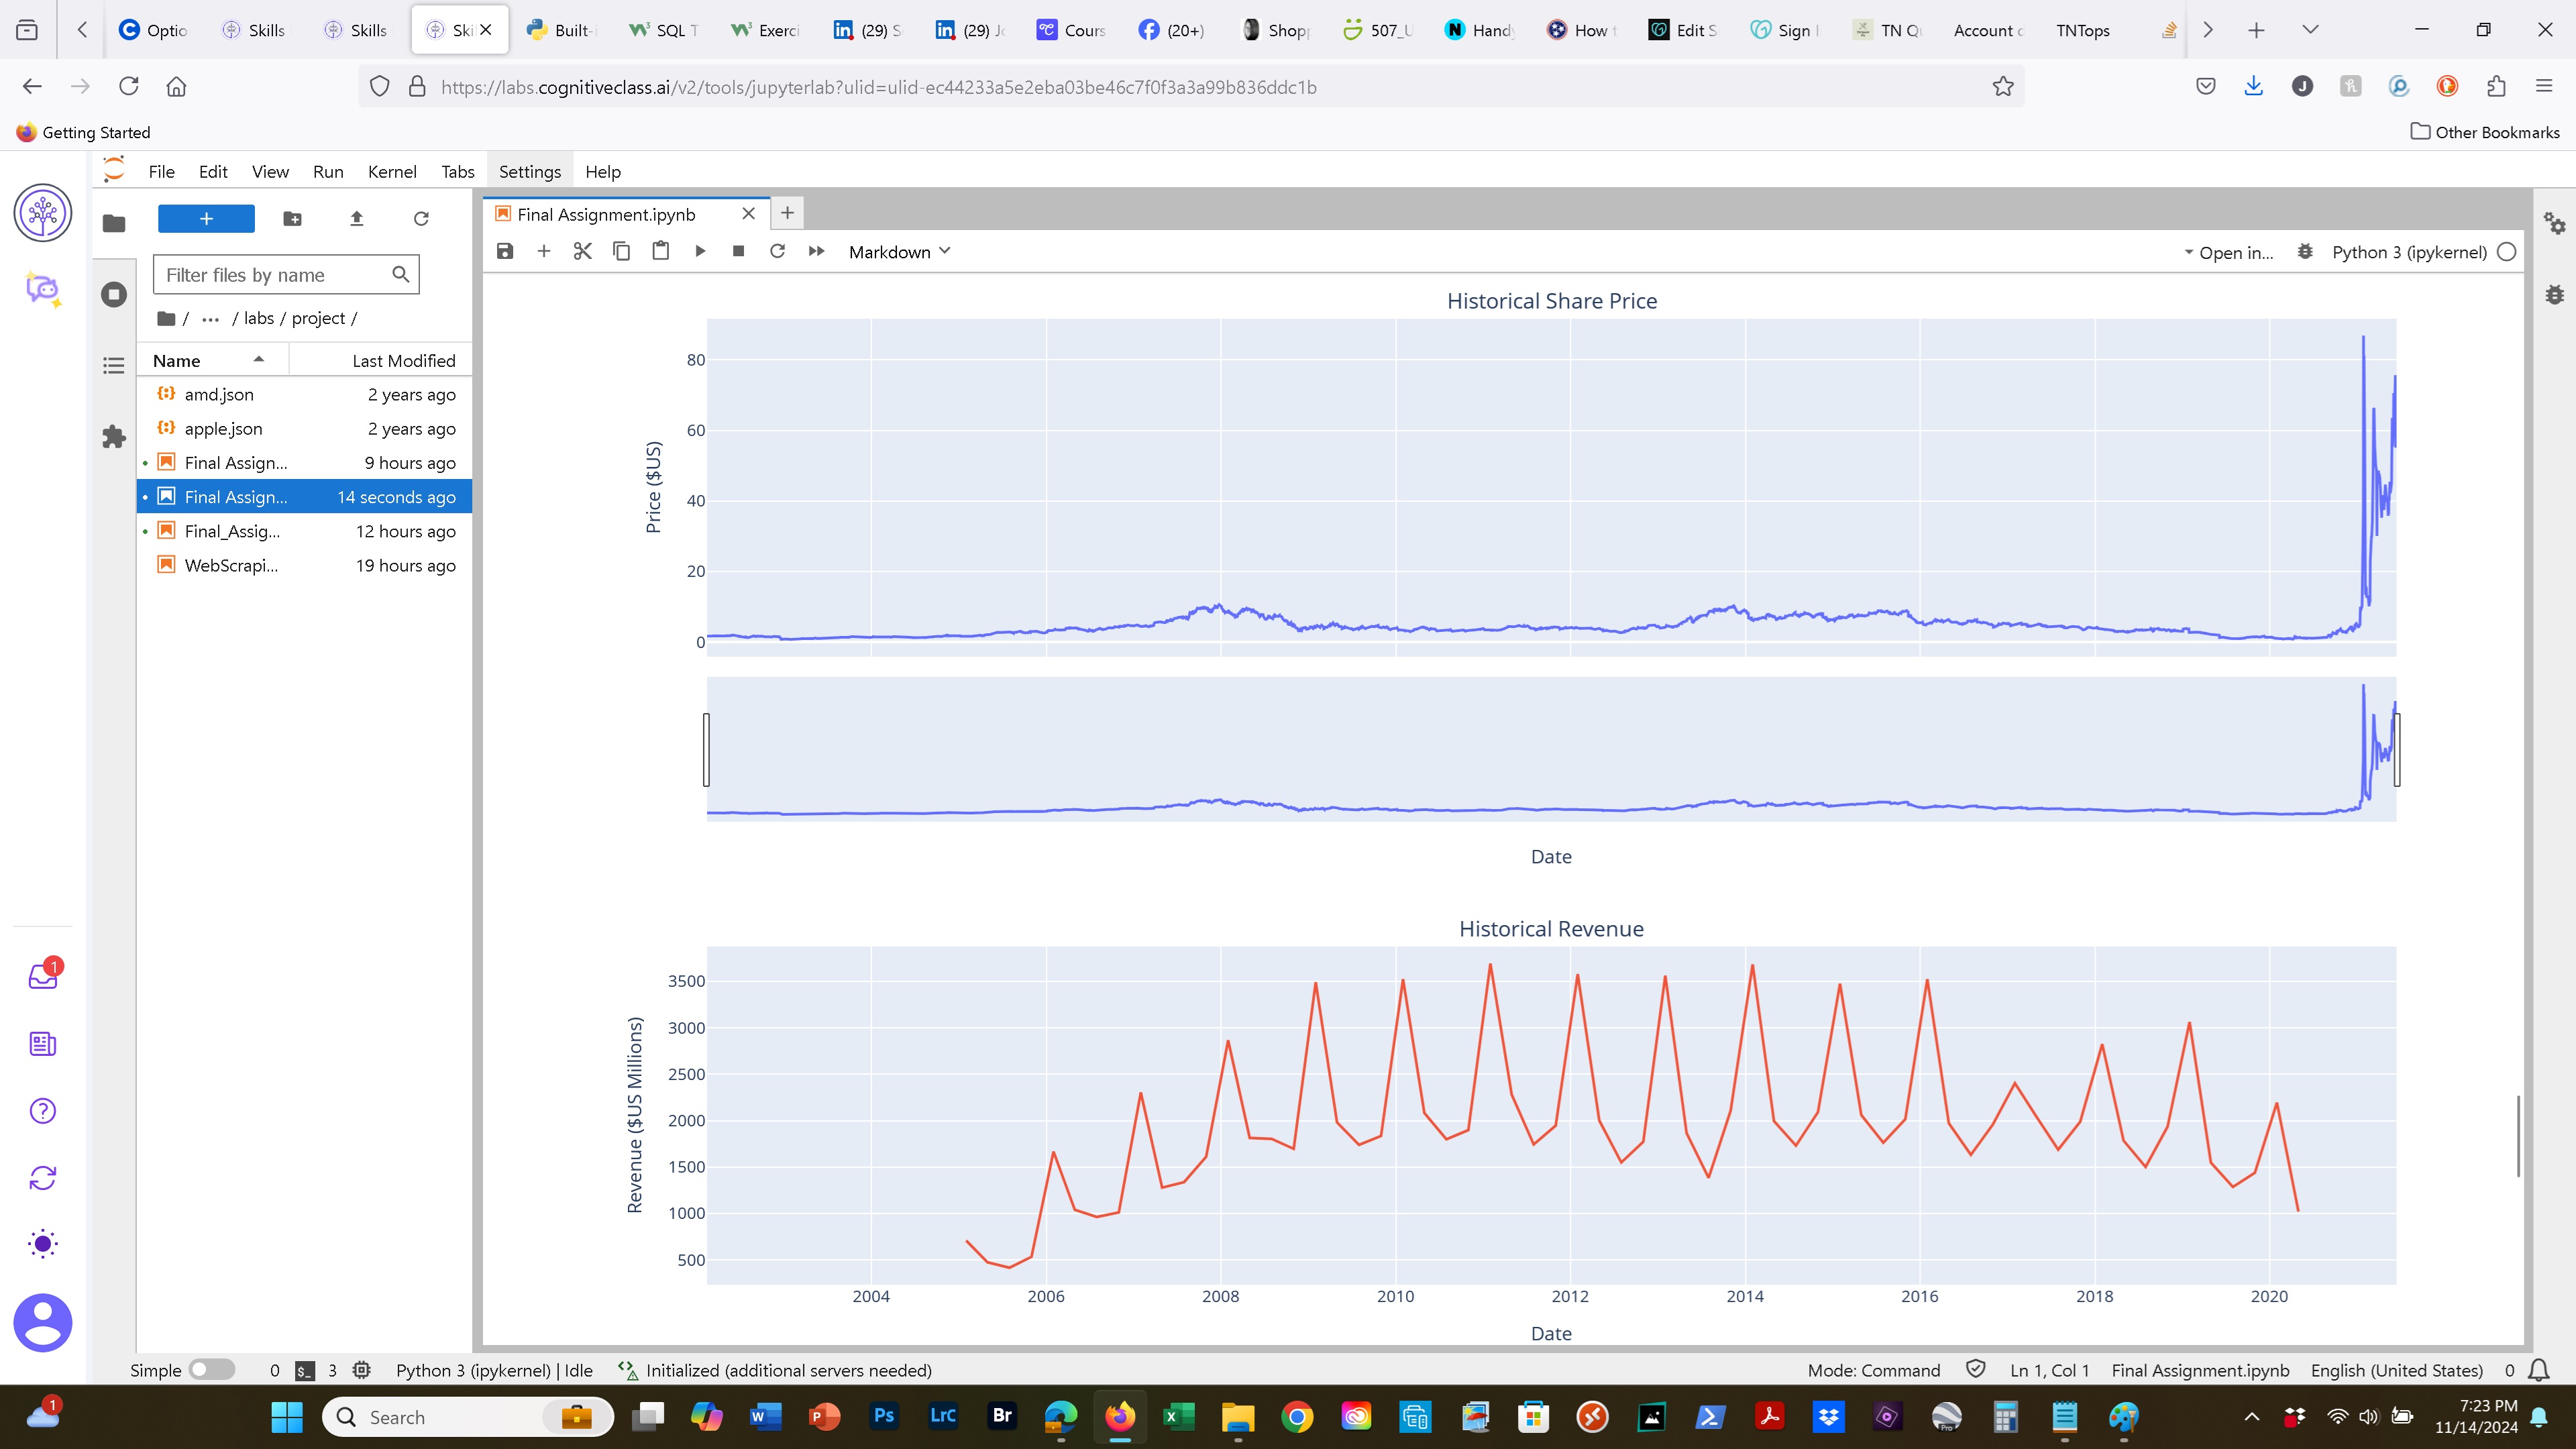 Optio
Skills
Skills
Ski
Built-i
SQL T
Exerci
(29) S
(29) Jo
Cours
(20+)
Shopp
507_U
Handy
How t
Edit S
Sign I
TN Qu
Account o
TNTops
https://labs.cognitiveclass.ai/v2/tools/jupyterlab?ulid=ulid-ec44233a5e2eba03be46c7f0f3a3a99b836ddc1b
Getting Started
Other Bookmarks
File Edit View Run Kernel Tabs Settings Help
Final Assignment.ipynb
Markdown
Open in...
Python 3 (ipykernel)
Filter files by name
/ ... / labs / project /
Name Last Modified
amd.json 2 years ago
apple.json 2 years ago
Final Assign... 9 hours ago
Final Assign... 14 seconds ago
Final_Assig... 12 hours ago
WebScrapi... 19 hours ago
Historical Share Price
Price ($US)
80
60
40
20
0
Date
Historical Revenue
Revenue ($US Millions)
3500
3000
2500
2000
1500
1000
500
2004 2006 2008 2010 2012 2014 2016 2018 2020
Date
1
Simple 0 3 Python 3 (ipykernel) | Idle Initialized (additional servers needed)
Mode: Command Ln 1, Col 1 Final Assignment.ipynb English (United States) 0
1
Search
Ps
LrC
Br
7:23 PM
11/14/2024